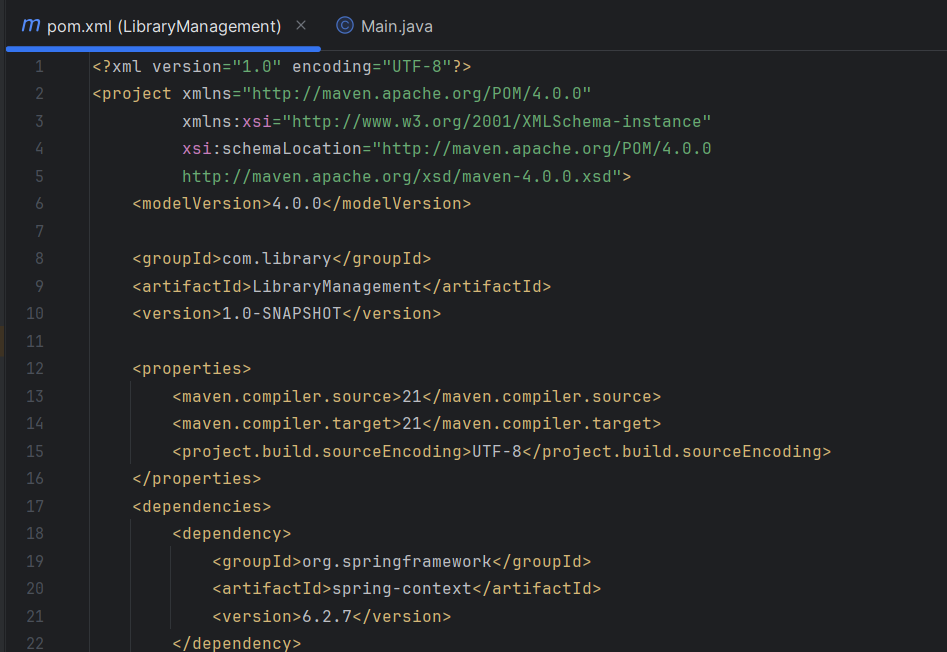 m pom.xml (LibraryManagement) × © Main.java
1 <?xml version="1.0" encoding="UTF-8"?>
2 <project xmlns="http://maven.apache.org/POM/4.0.0"
3 xmlns:xsi="http://www.w3.org/2001/XMLSchema-instance"
4 xsi:schemaLocation="http://maven.apache.org/POM/4.0.0
5 http://maven.apache.org/xsd/maven-4.0.0.xsd">
6 <modelVersion>4.0.0</modelVersion>
7
8 <groupId>com.library</groupId>
9 <artifactId>LibraryManagement</artifactId>
10 <version>1.0-SNAPSHOT</version>
11
12 <properties>
13 <maven.compiler.source>21</maven.compiler.source>
14 <maven.compiler.target>21</maven.compiler.target>
15 <project.build.sourceEncoding>UTF-8</project.build.sourceEncoding>
16 </properties>
17 <dependencies>
18 <dependency>
19 <groupId>org.springframework</groupId>
20 <artifactId>spring-context</artifactId>
21 <version>6.2.7</version>
22 </dependency>